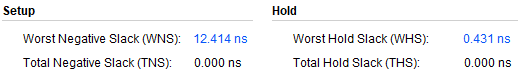 Setup Hold
Worst Negative Slack (WNS): 12.414 ns Worst Hold Slack (WHS): 0.431 ns
Total Negative Slack (TNS): 0.000 ns Total Hold Slack (THS): 0.000 ns